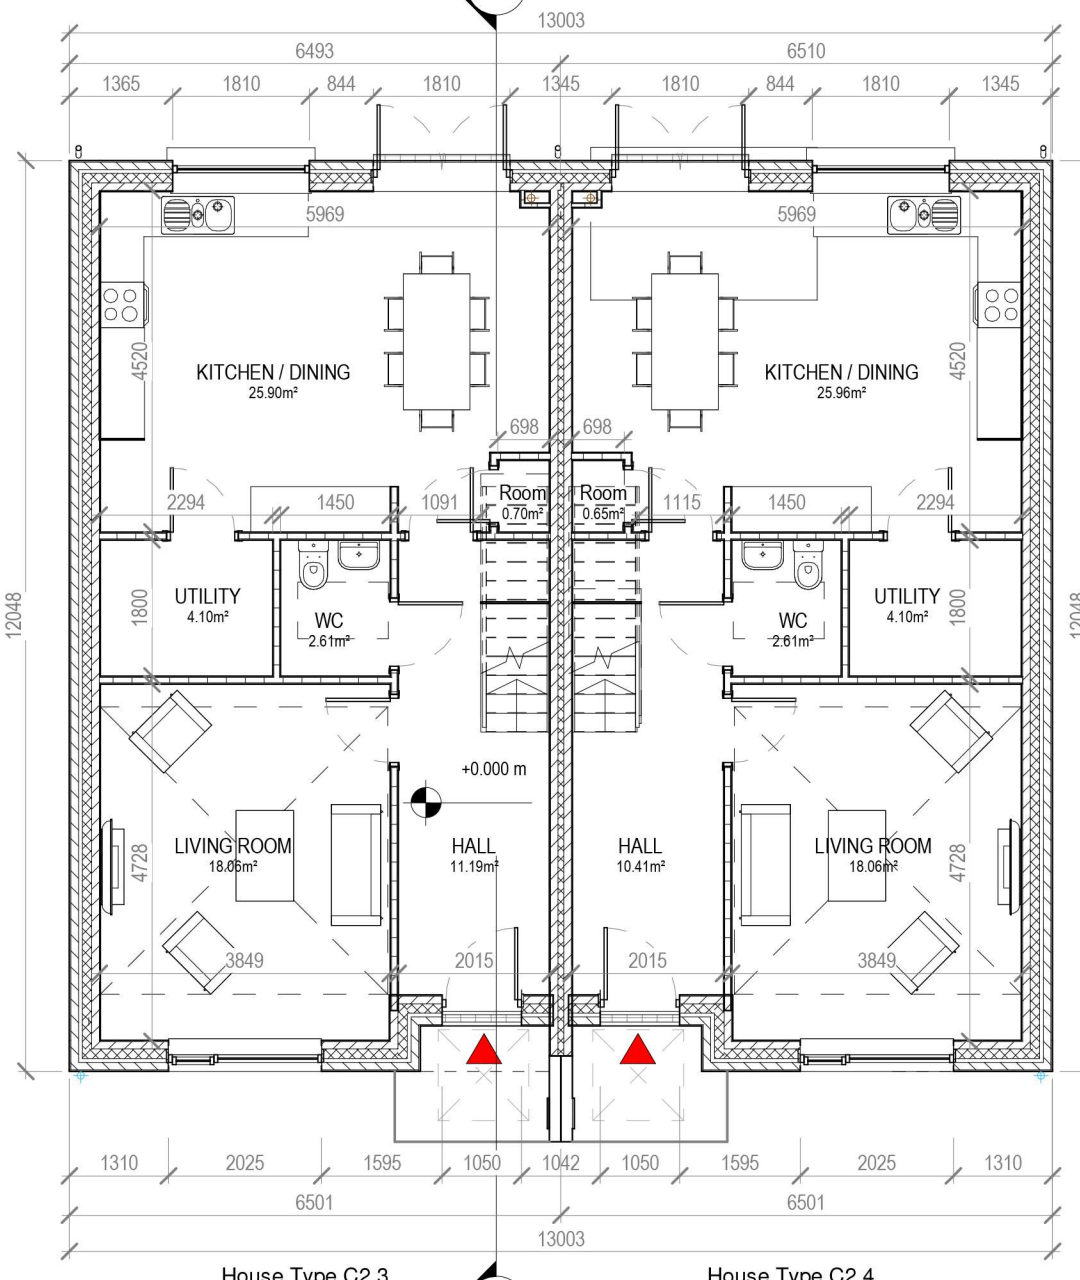 13003
6493 6510
1365 1810 844 1810 1345 1810 844 1810 1345
5969 5969
4520 4520
KITCHEN / DINING KITCHEN / DINING
25.90m² 25.96m²
698 698
Room Room
2294 1450 1091 1115 1450 2294
0.70m² 0.65m²
UTILITY UTILITY
4.10m² 4.10m²
1800 1800
12048 12048
WC WC
2.61m² 2.61m²
+0.000 m
LIVING ROOM HALL HALL LIVING ROOM
18.06m² 11.19m² 10.41m² 18.06m²
4728 4728
3849 2015 2015 3849
1310 2025 1595 1050 1042 1050 1595 2025 1310
6501 6501
13003
House Type C2.3 House Type C2.4